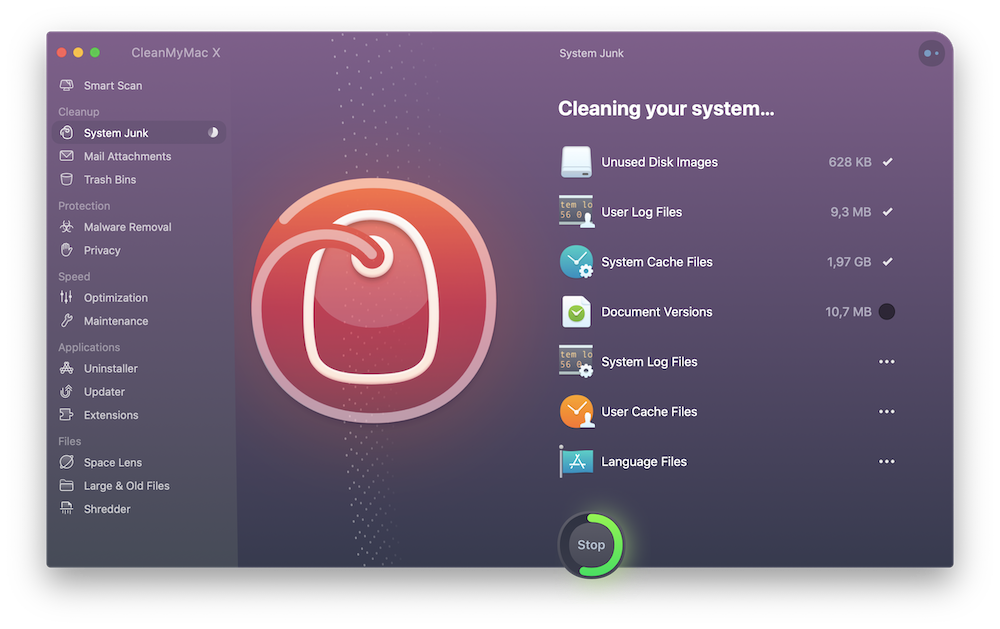 CleanMyMac X
Smart Scan
Cleanup
System Junk
Mail Attachments
Trash Bins
Protection
Malware Removal
Privacy
Speed
Optimization
Maintenance
Applications
Uninstaller
Updater
Extensions
Files
Space Lens
Large & Old Files
Shredder
System Junk
Cleaning your system...
Unused Disk Images 628 KB
tem lo
56 0
User Log Files 9,3 MB
System Cache Files 1,97 GB
Document Versions 10,7 MB
tem lo
56 0
System Log Files
User Cache Files
Language Files
Stop